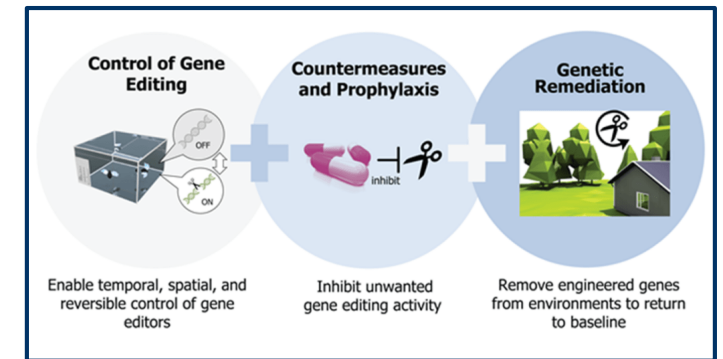 Control of Gene
Editing
OFF
ON
Enable temporal, spatial, and
reversible control of gene
editors
Countermeasures
and Prophylaxis
inhibit
Inhibit unwanted
gene editing activity
Genetic
Remediation
Remove engineered genes
from environments to return
to baseline